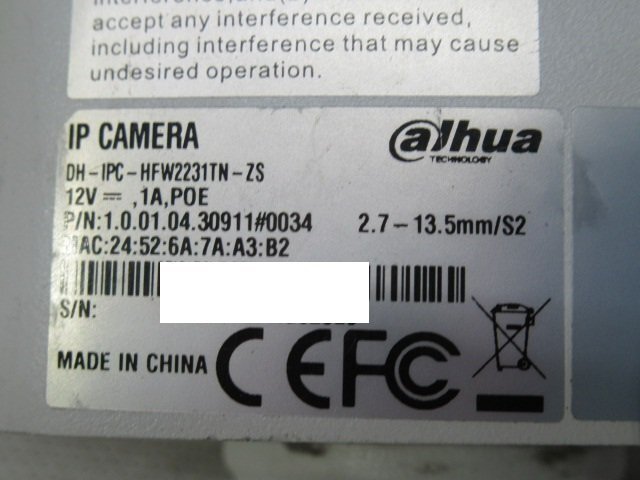 accept any interference received,
including interference that may cause
undesired operation.
IP CAMERA
alhua
TECHNOLOGY
DH-IPC-HFW2231TN-ZS
12V ⎓ ,1A,POE
P/N:1.0.01.04.30911#0034 2.7-13.5mm/S2
MAC:24:52:6A:7A:A3:B2
S/N:
MADE IN CHINA CE FC